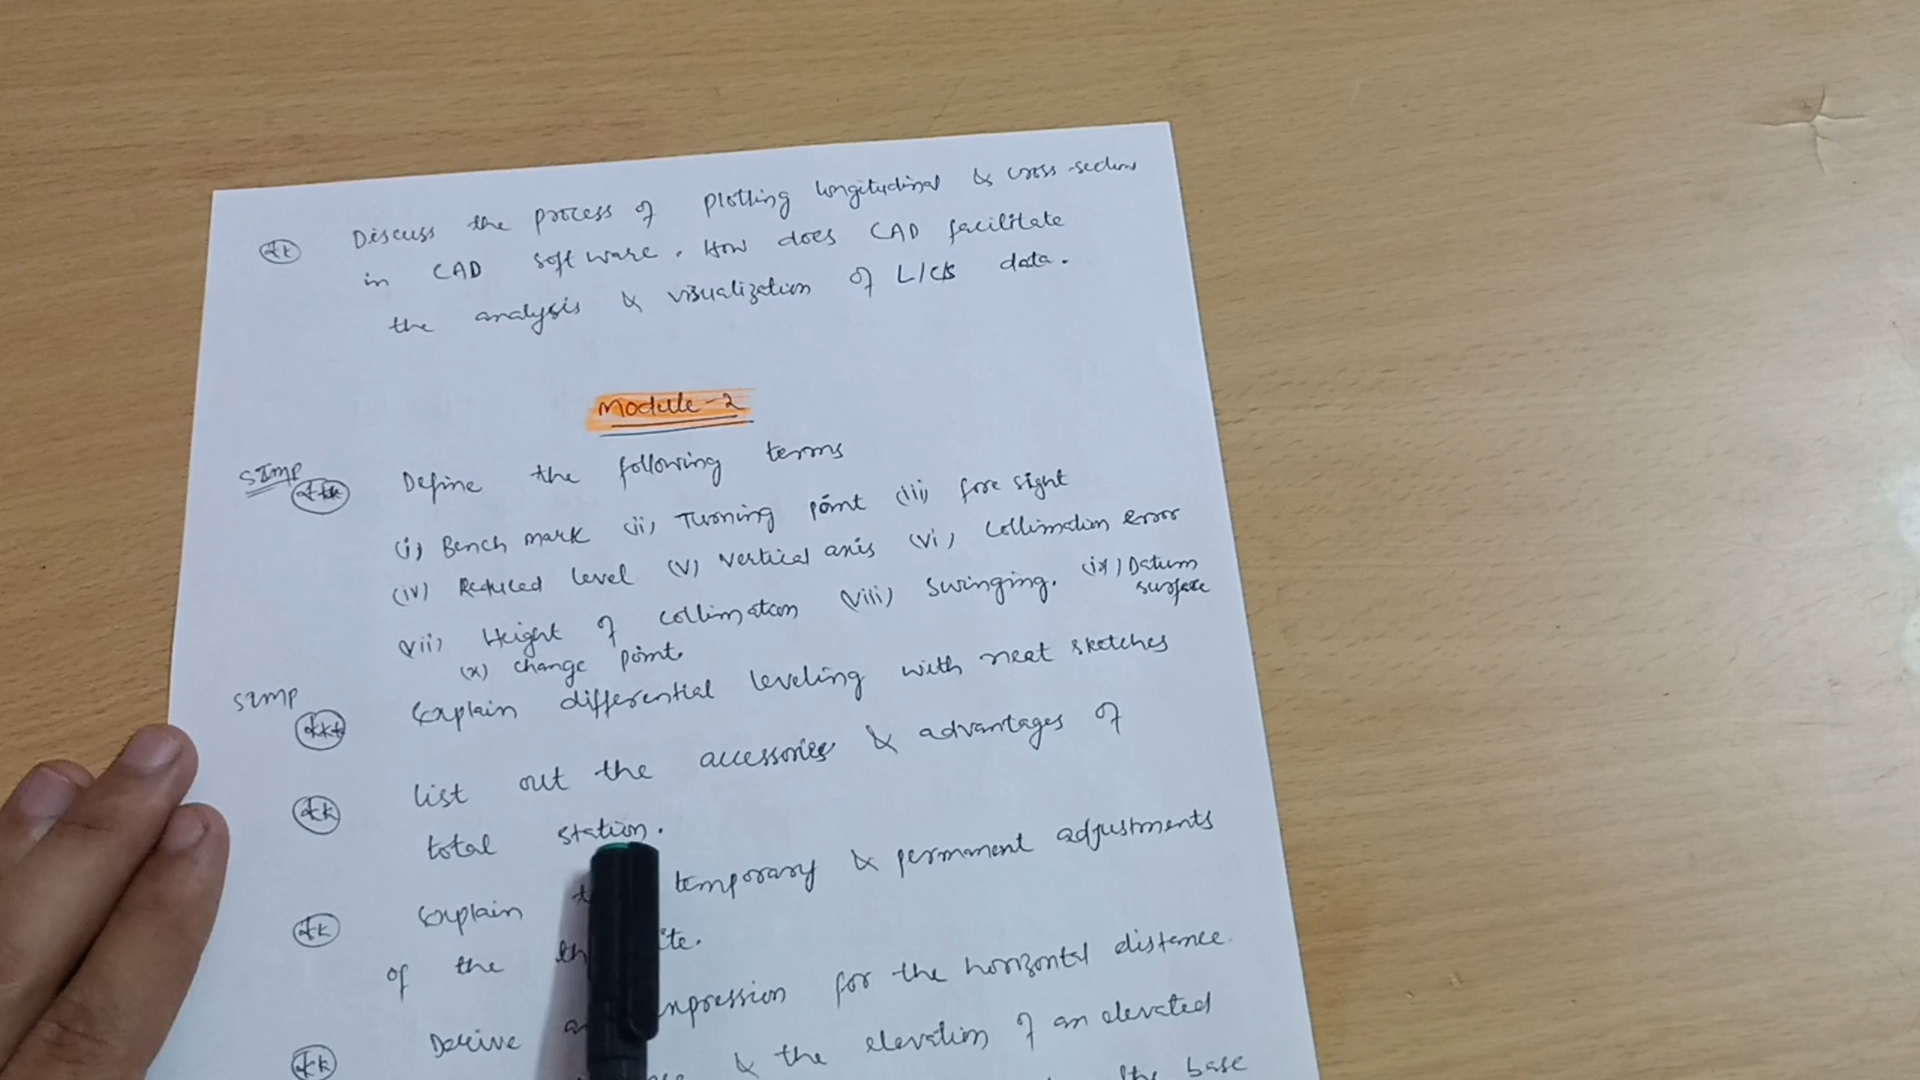 Discuss the process of plotting longitudinal & cross-sections
in CAD software. How does CAD facilitate
the analysis & visualization of L/C/S data.
Module-2
SIMP
Define the following terms
(i) Bench mark (ii) Turning point (iii) fore sight
(iv) Reduced level (v) vertical axis (vi) Collimation error
(vii) Height of collimation (viii) swinging. (ix) Datum
surface
(x) change point.
SIMP
Explain differential leveling with neat sketches
List out the accessories & advantages of
total station.
Explain temporary & permanent adjustments
of the
Derive expression for the horizontal distance
& the elevation of an elevated
the base